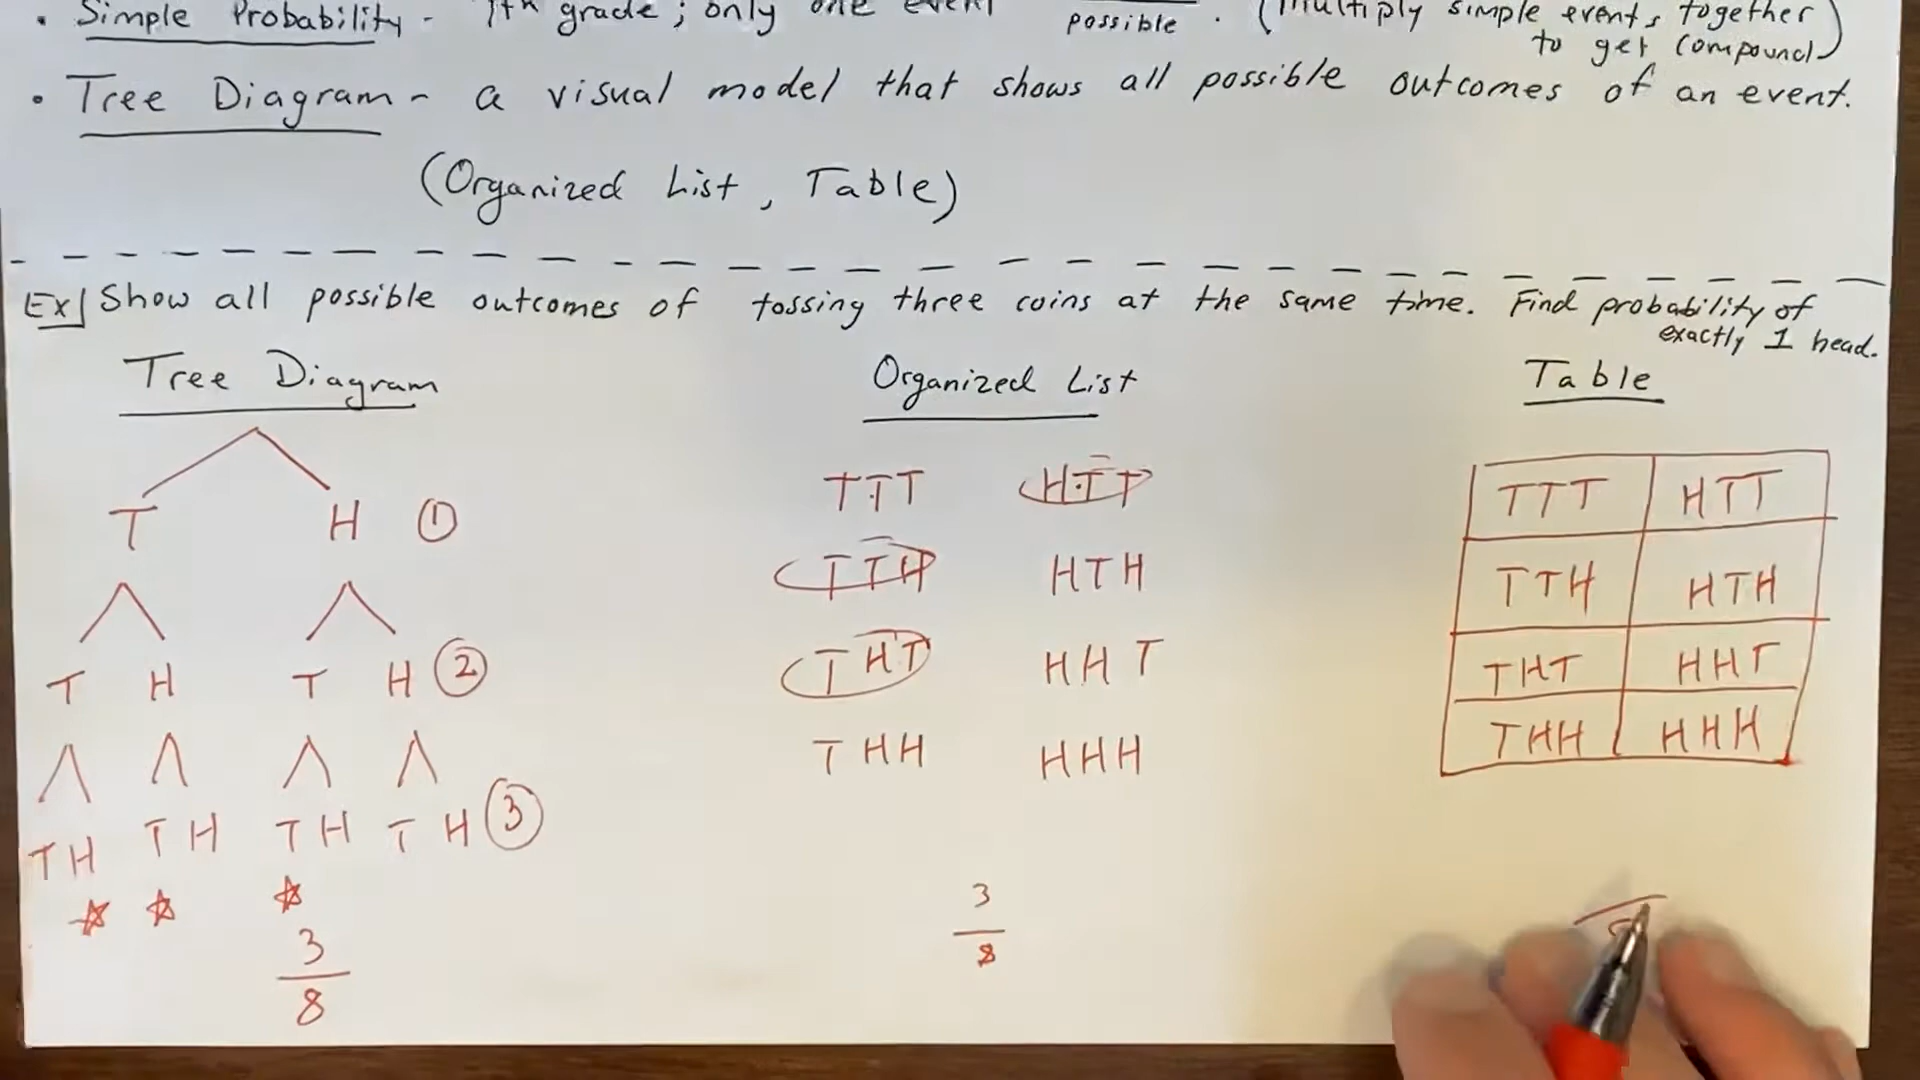 • Simple Probability - 7th grade; only one event possible. (Multiply simple events together
to get compound)
• Tree Diagram - a visual model that shows all possible outcomes of an event.
(Organized List, Table)
Ex| Show all possible outcomes of tossing three coins at the same time. Find probability of
exactly 1 head.
Tree Diagram
T H ①
T H T H ②
T H T H T H T H ③
3
8
Organized List
TTT HTT
TTH HTH
THT HHT
THH HHH
3
8
Table
TTT HTT
TTH HTH
THT HHT
THH HHH